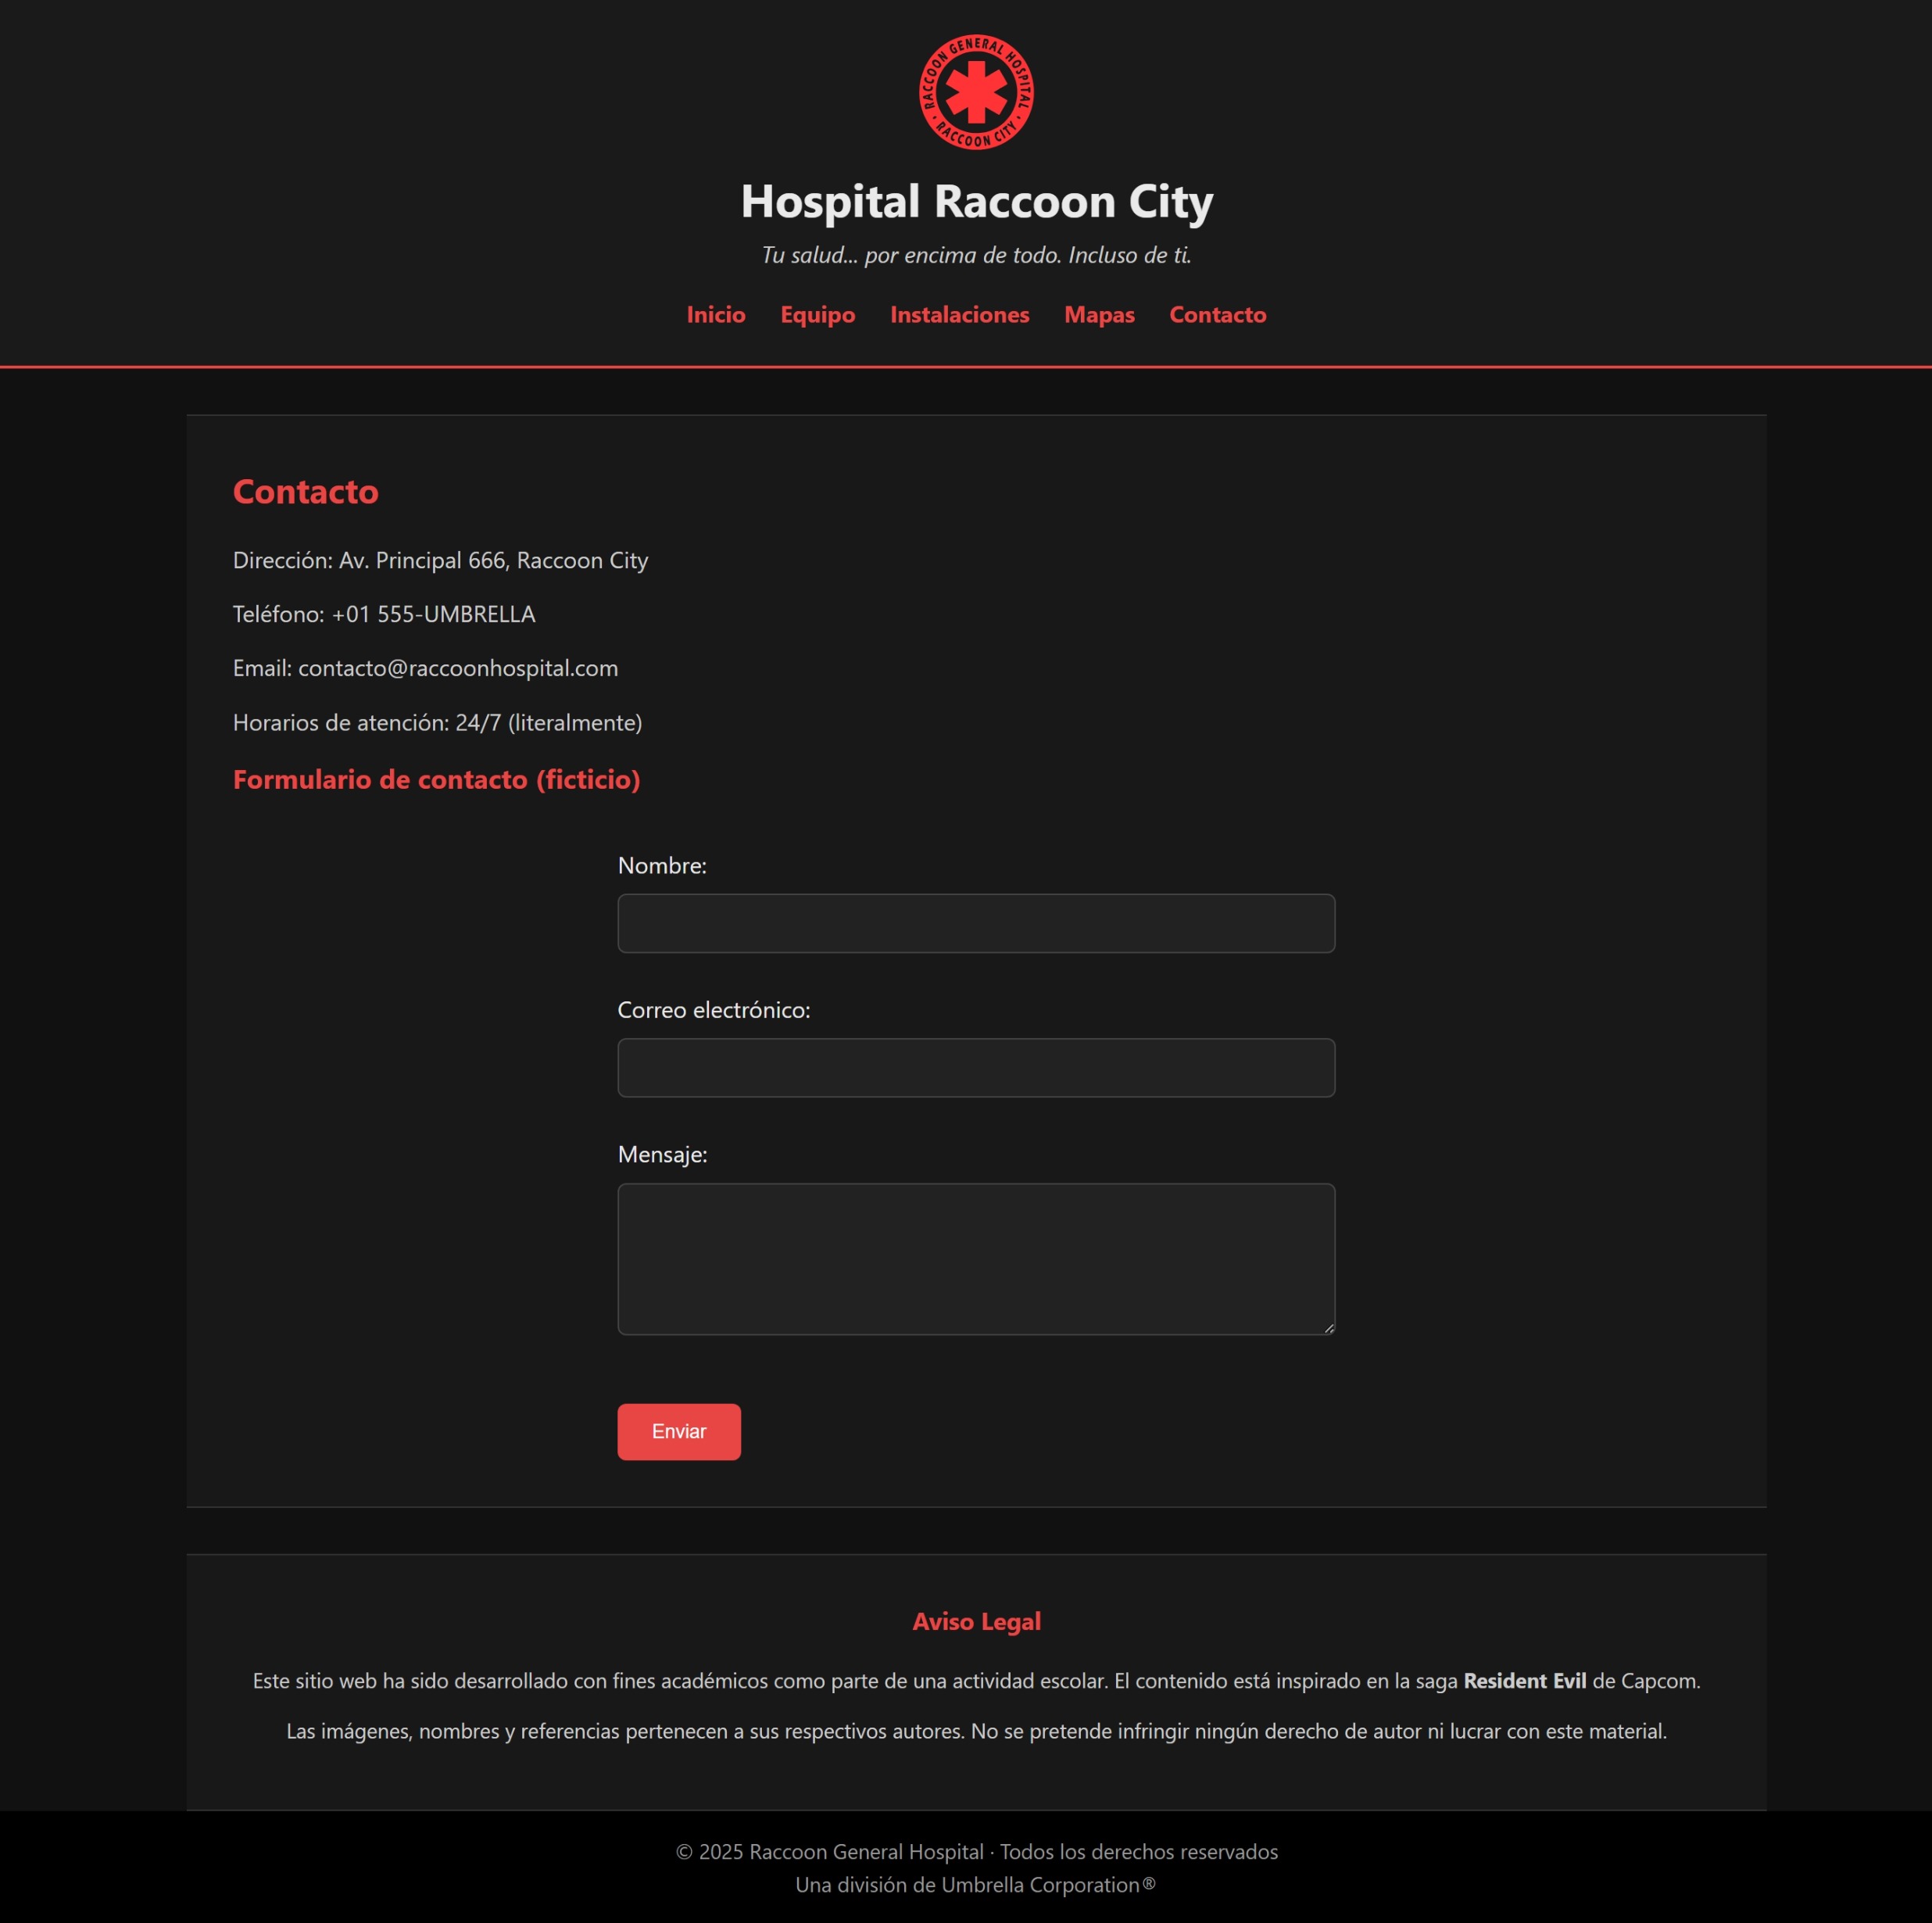 RACCOON GENERAL HOSPITAL
· RACCOON CITY ·
Hospital Raccoon City
Tu salud... por encima de todo. Incluso de ti.
Inicio Equipo Instalaciones Mapas Contacto
Contacto
Dirección: Av. Principal 666, Raccoon City
Teléfono: +01 555-UMBRELLA
Email: contacto@raccoonhospital.com
Horarios de atención: 24/7 (literalmente)
Formulario de contacto (ficticio)
Nombre:
Correo electrónico:
Mensaje:
Enviar
Aviso Legal
Este sitio web ha sido desarrollado con fines académicos como parte de una actividad escolar. El contenido está inspirado en la saga Resident Evil de Capcom.
Las imágenes, nombres y referencias pertenecen a sus respectivos autores. No se pretende infringir ningún derecho de autor ni lucrar con este material.
© 2025 Raccoon General Hospital · Todos los derechos reservados
Una división de Umbrella Corporation®